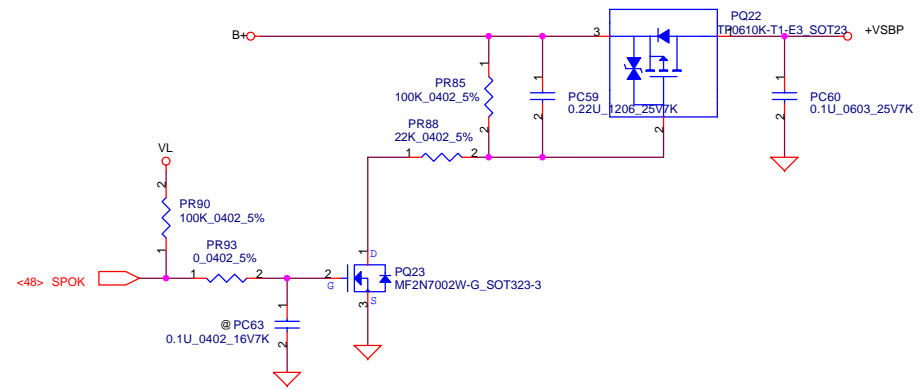 PQ22
TP0610K-T1-E3_SOT23
B+
3
1
+VSBP
2
PR85
100K_0402_5%
1
2
PC59
0.22U_1206_25V7K
1
2
PC60
0.1U_0603_25V7K
1
2
PR88
22K_0402_5%
1
2
VL
2
PR90
100K_0402_5%
1
PR93
0_0402_5%
1
2
<48> SPOK
1
D
2
G
PQ23
MF2N7002W-G_SOT323-3
3
S
1
@PC63
0.1U_0402_16V7K
2